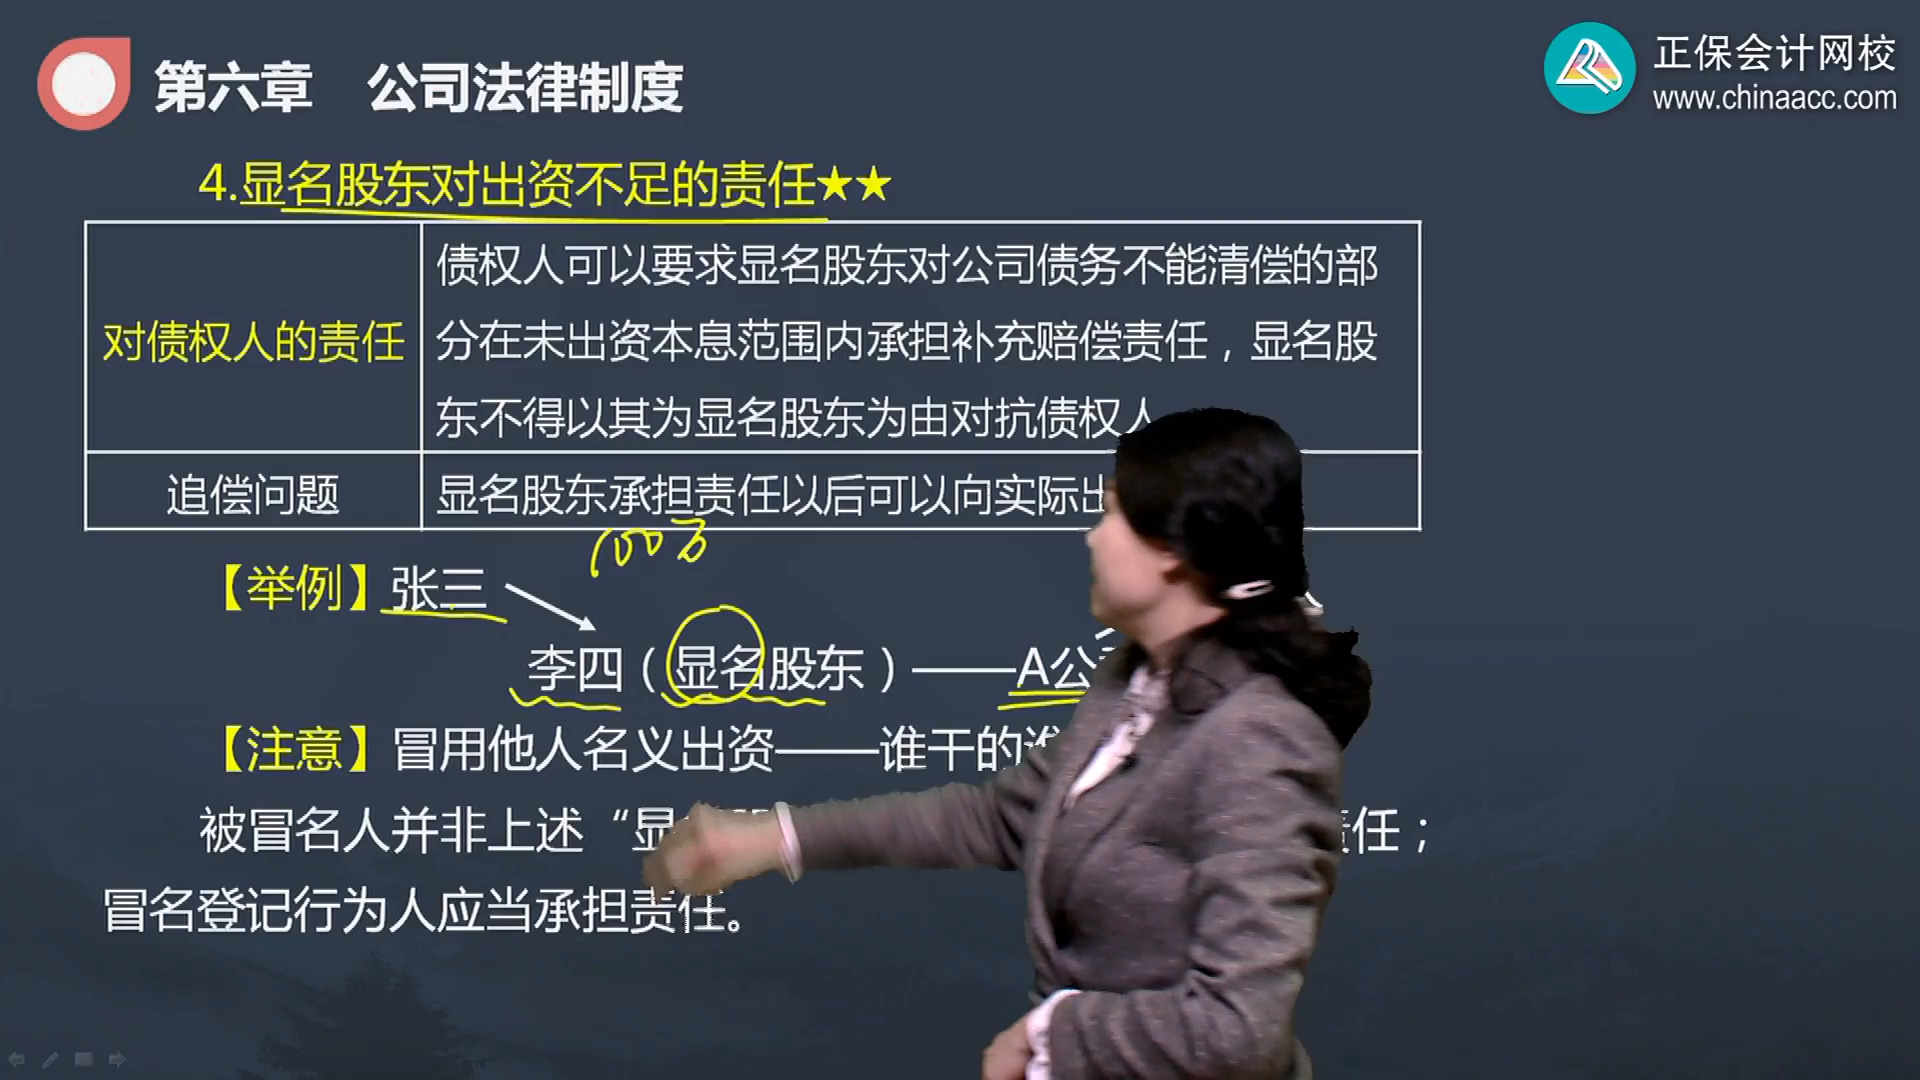 第六章 公司法律制度
正保会计网校
www.chinaacc.com
4.显名股东对出资不足的责任★★
对债权人的责任
债权人可以要求显名股东对公司债务不能清偿的部
分在未出资本息范围内承担补充赔偿责任，显名股
东不得以其为显名股东为由对抗债权人
追偿问题
显名股东承担责任以后可以向实际出
100万
【举例】张三
李四（显名股东）——A公司
【注意】冒用他人名义出资——谁干的谁
被冒名人并非上述“显 责任；
冒名登记行为人应当承担责任。